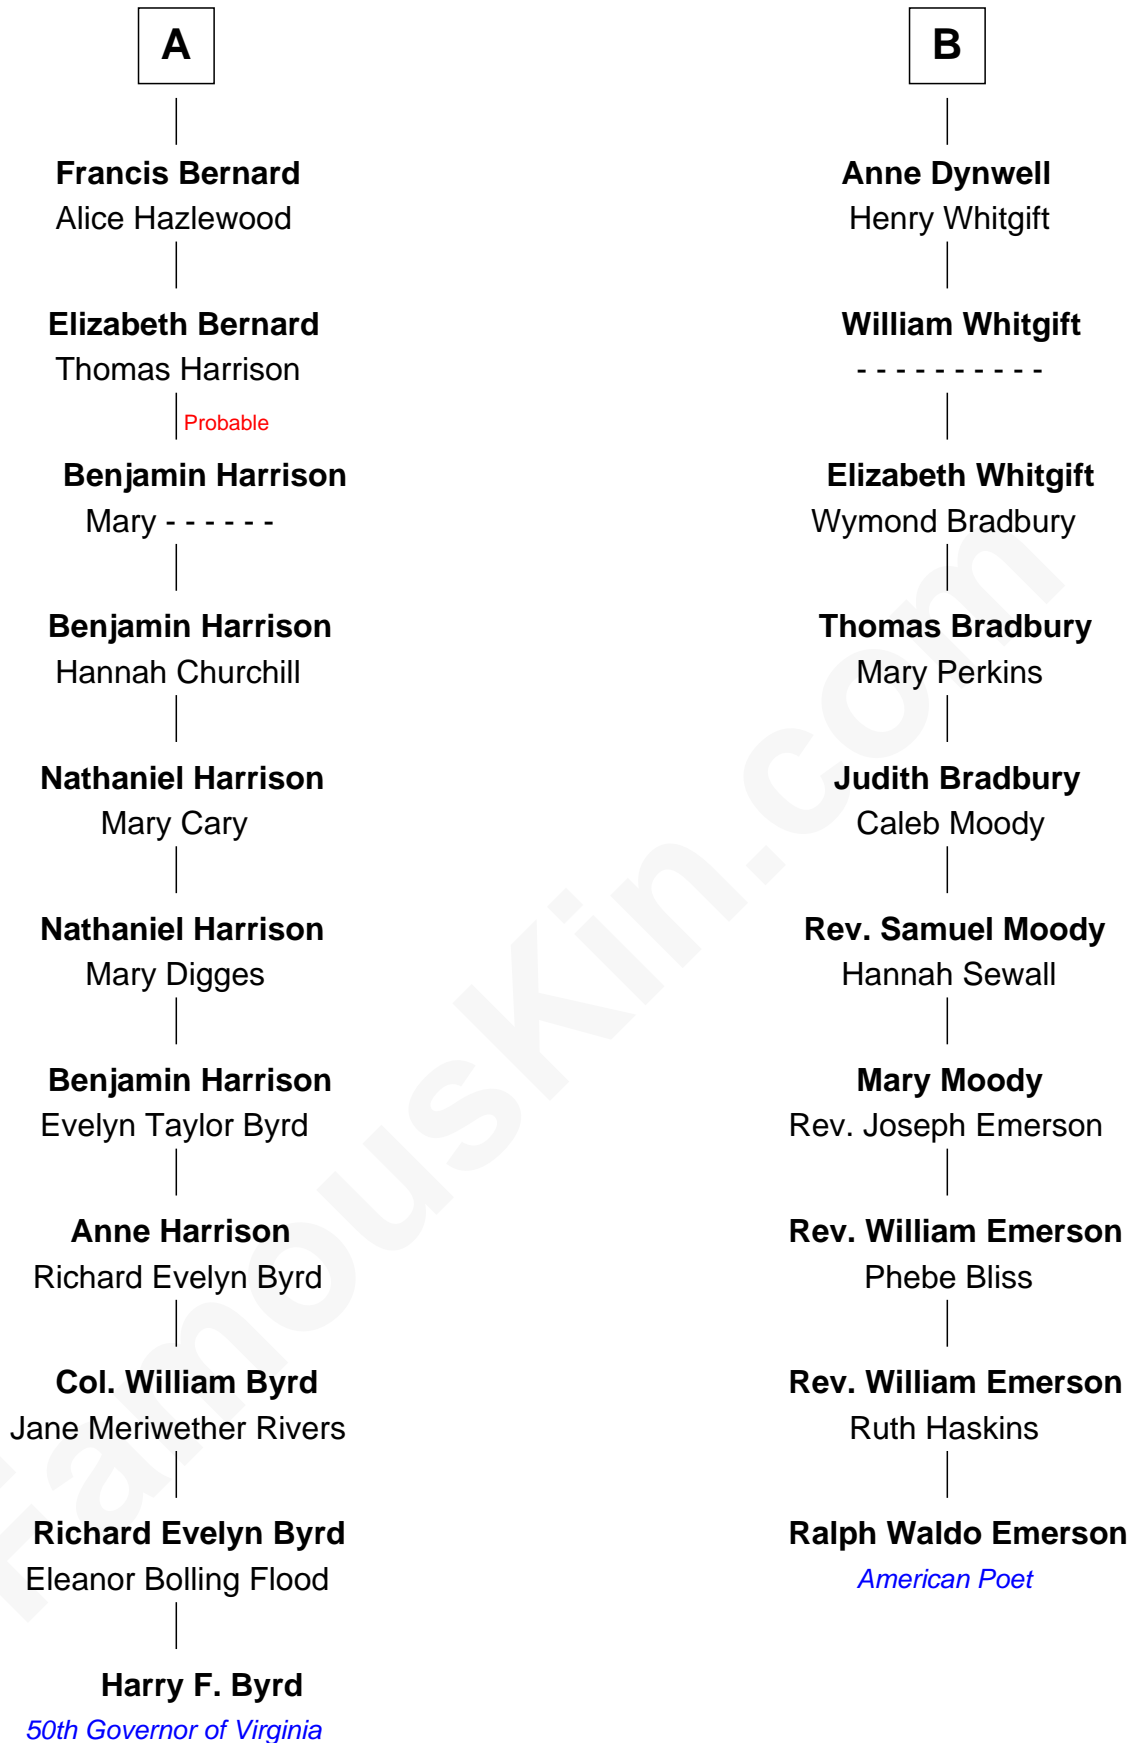 A
Francis Bernard
Alice Hazlewood
Elizabeth Bernard
Thomas Harrison
Probable
Benjamin Harrison
Mary - - - - - -
Benjamin Harrison
Hannah Churchill
Nathaniel Harrison
Mary Cary
Nathaniel Harrison
Mary Digges
Benjamin Harrison
Evelyn Taylor Byrd
Anne Harrison
Richard Evelyn Byrd
Col. William Byrd
Jane Meriwether Rivers
Richard Evelyn Byrd
Eleanor Bolling Flood
Harry F. Byrd
50th Governor of Virginia
B
Anne Dynwell
Henry Whitgift
William Whitgift
- - - - - - - - - -
Elizabeth Whitgift
Wymond Bradbury
Thomas Bradbury
Mary Perkins
Judith Bradbury
Caleb Moody
Rev. Samuel Moody
Hannah Sewall
Mary Moody
Rev. Joseph Emerson
Rev. William Emerson
Phebe Bliss
Rev. William Emerson
Ruth Haskins
Ralph Waldo Emerson
American Poet
FamousKin.com